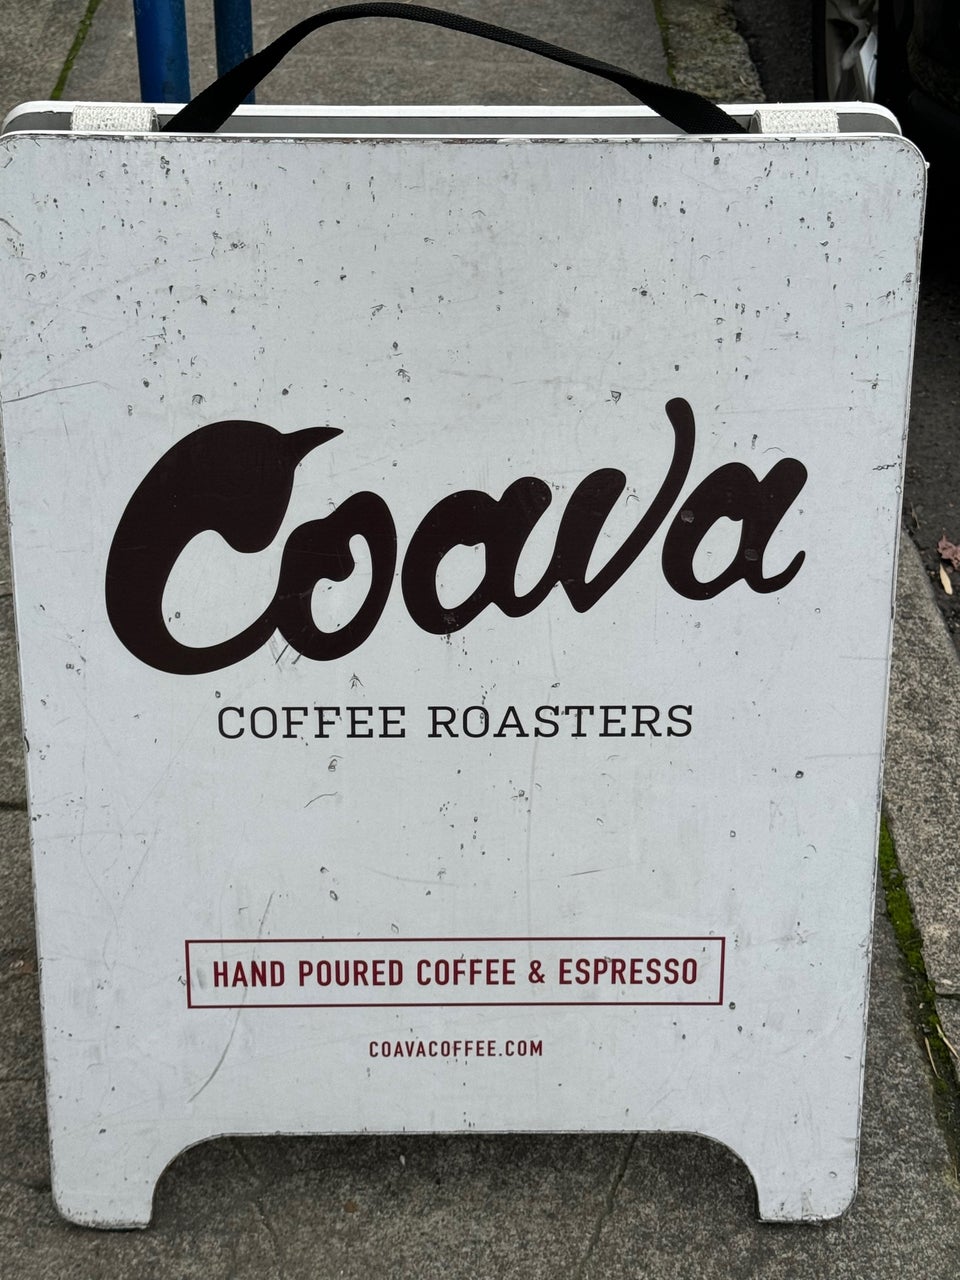 Coava
COFFEE ROASTERS
HAND POURED COFFEE & ESPRESSO
COAVACOFFEE.COM